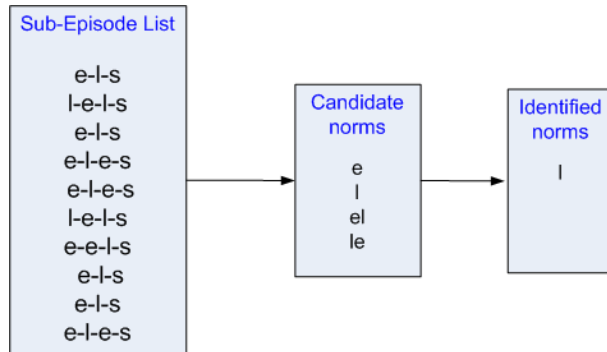 Sub-Episode List
e-l-s
l-e-l-s
e-l-s
e-l-e-s
e-l-e-s
l-e-l-s
e-e-l-s
e-l-s
e-l-s
e-l-e-s
Candidate
norms
e
l
el
le
Identified
norms
l